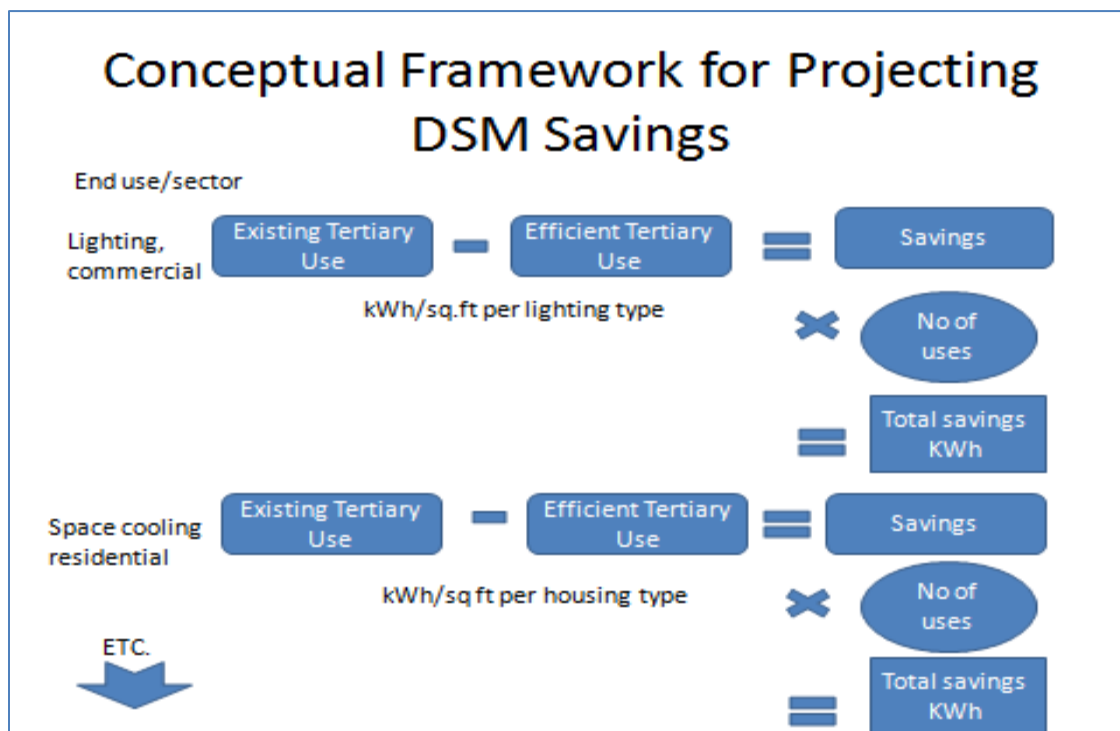 Conceptual Framework for Projecting
DSM Savings
End use/sector
Lighting,
commercial
Existing Tertiary
Use
Efficient Tertiary
Use
Savings
kWh/sq.ft per lighting type
No of
uses
Total savings
KWh
Space cooling
residential
Existing Tertiary
Use
Efficient Tertiary
Use
Savings
kWh/sq ft per housing type
No of
uses
ETC.
Total savings
KWh